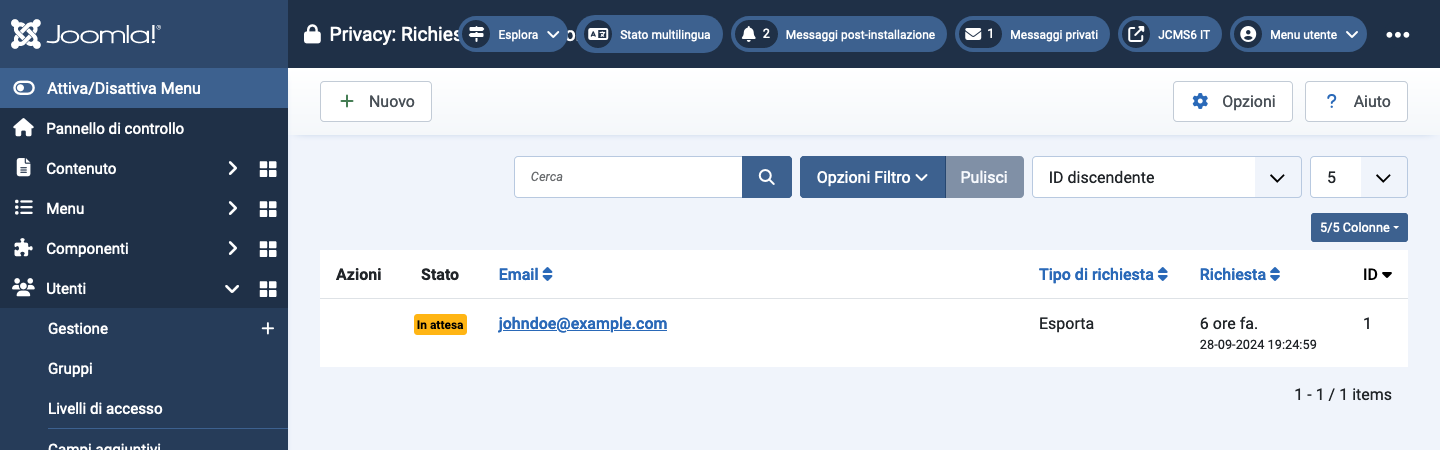 Joomla!®
Privacy: Richies
Esplora
Stato multilingua
2 Messaggi post-installazione
1 Messaggi privati
JCMS6 IT
Menu utente
Attiva/Disattiva Menu
Pannello di controllo
Contenuto
Menu
Componenti
Utenti
Gestione
Gruppi
Livelli di accesso
Campi aggiuntivi
Nuovo
Opzioni
? Aiuto
Cerca
Opzioni Filtro
Pulisci
ID discendente
5
5/5 Colonne
Azioni Stato Email Tipo di richiesta Richiesta ID
In attesa johndoe@example.com Esporta 6 ore fa. 1
28-09-2024 19:24:59
1 - 1 / 1 items